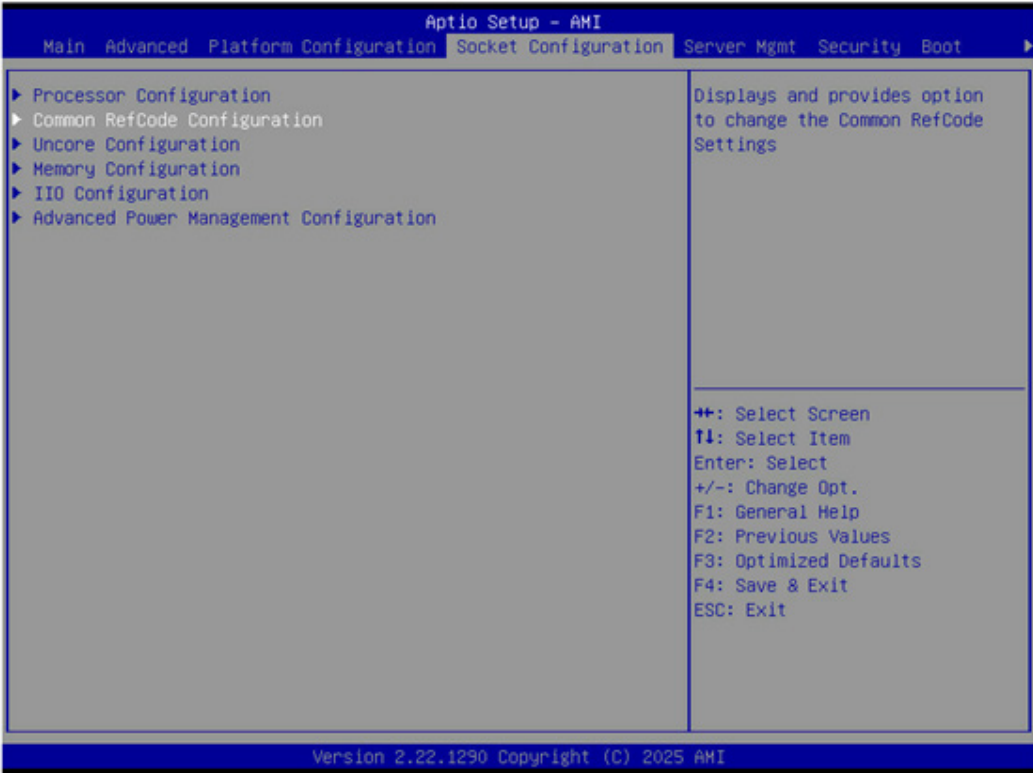 Aptio Setup - AMI
Main Advanced Platform Configuration Socket Configuration Server Mgmt Security Boot
Processor Configuration
Common RefCode Configuration
Uncore Configuration
Memory Configuration
IIO Configuration
Advanced Power Management Configuration
Displays and provides option
to change the Common RefCode
Settings
→←: Select Screen
↑↓: Select Item
Enter: Select
+/-: Change Opt.
F1: General Help
F2: Previous Values
F3: Optimized Defaults
F4: Save & Exit
ESC: Exit
Version 2.22.1290 Copyright (C) 2025 AMI